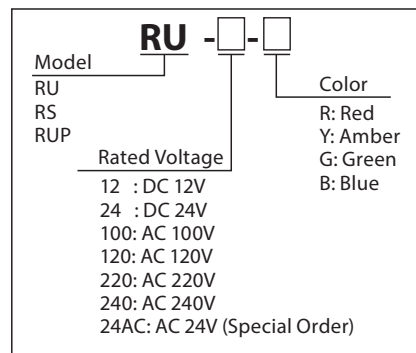 RU -□-□
Model
RU
RS
RUP
Color
R: Red
Y: Amber
G: Green
B: Blue
Rated Voltage
12 : DC 12V
24 : DC 24V
100: AC 100V
120: AC 120V
220: AC 220V
240: AC 240V
24AC: AC 24V (Special Order)